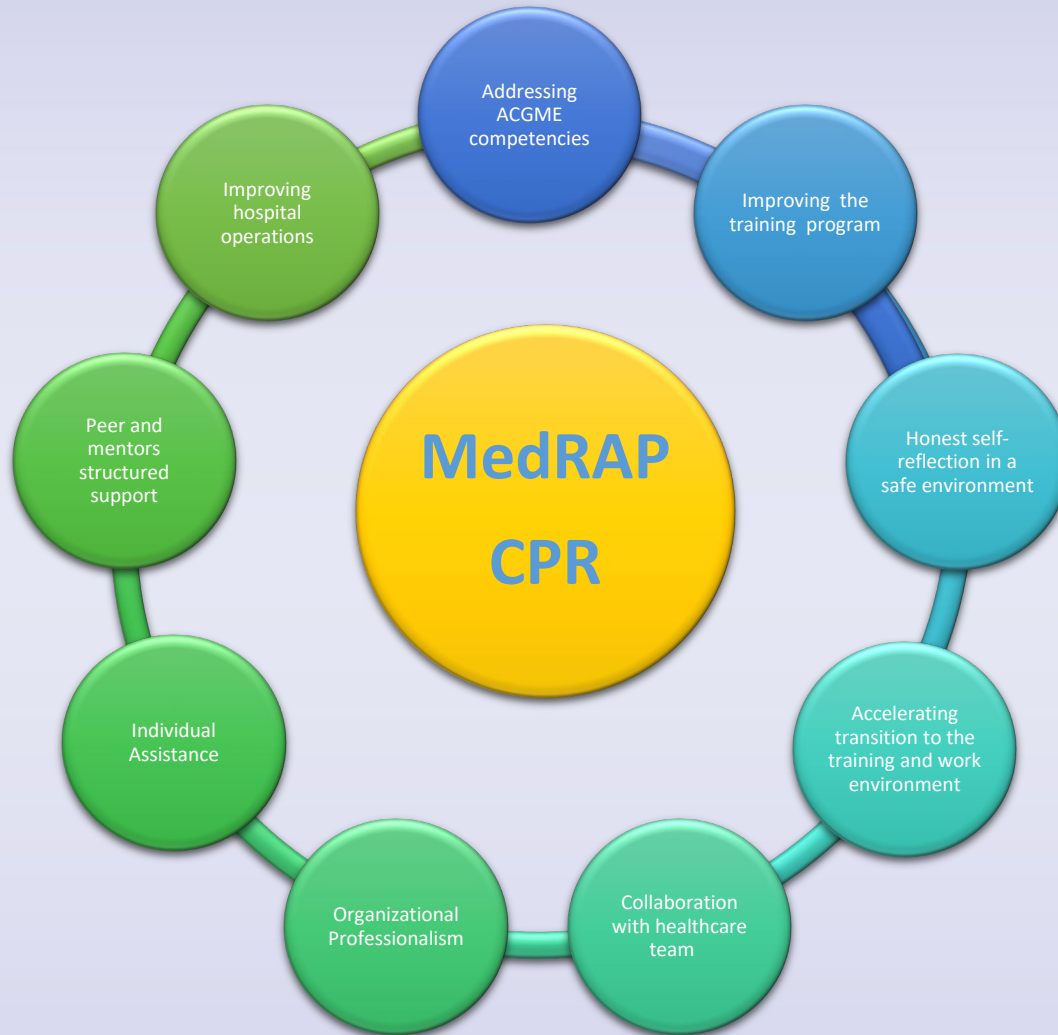 Addressing
ACGME
competencies
Improving the
training program
Honest self-
reflection in a
safe environment
Accelerating
transition to the
training and work
environment
Collaboration
with healthcare
team
Organizational
Professionalism
Individual
Assistance
Peer and
mentors
structured
support
Improving
hospital
operations
MedRAP
CPR